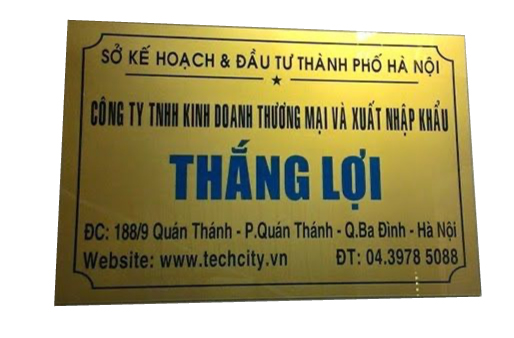 SỞ KẾ HOẠCH & ĐẦU TƯ THÀNH PHỐ HÀ NỘI
CÔNG TY TNHH KINH DOANH THƯƠNG MẠI VÀ XUẤT NHẬP KHẨU
THẮNG LỢI
ĐC: 188/9 Quán Thánh - P.Quán Thánh - Q.Ba Đình - Hà Nội
Website: www.techcity.vn ĐT: 04.3978 5088